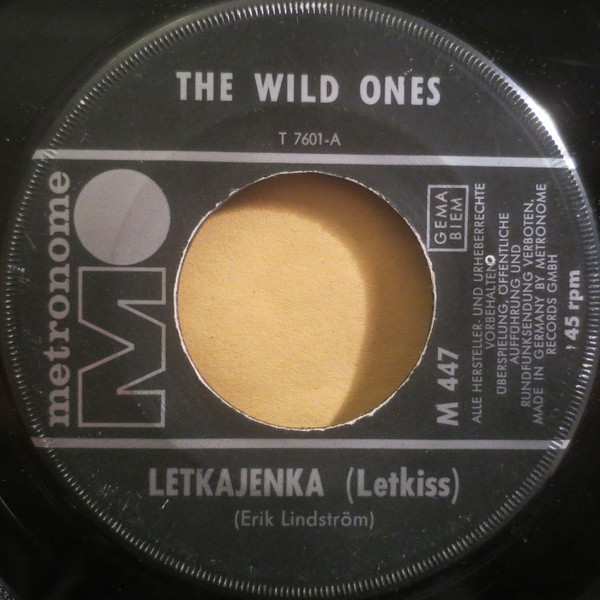 THE WILD ONES
T 7601-A
metronome
M
GEMA
BIEM
M 447
ALLE HERSTELLER- UND URHEBERRECHTE
VORBEHALTEN
ÜBERSPIELUNG, ÖFFENTLICHE
AUFFÜHRUNG UND
RUNDFUNKSENDUNG VERBOTEN.
MADE IN GERMANY BY METRONOME
RECORDS GMBH
45 rpm
LETKAJENKA (Letkiss)
(Erik Lindström)